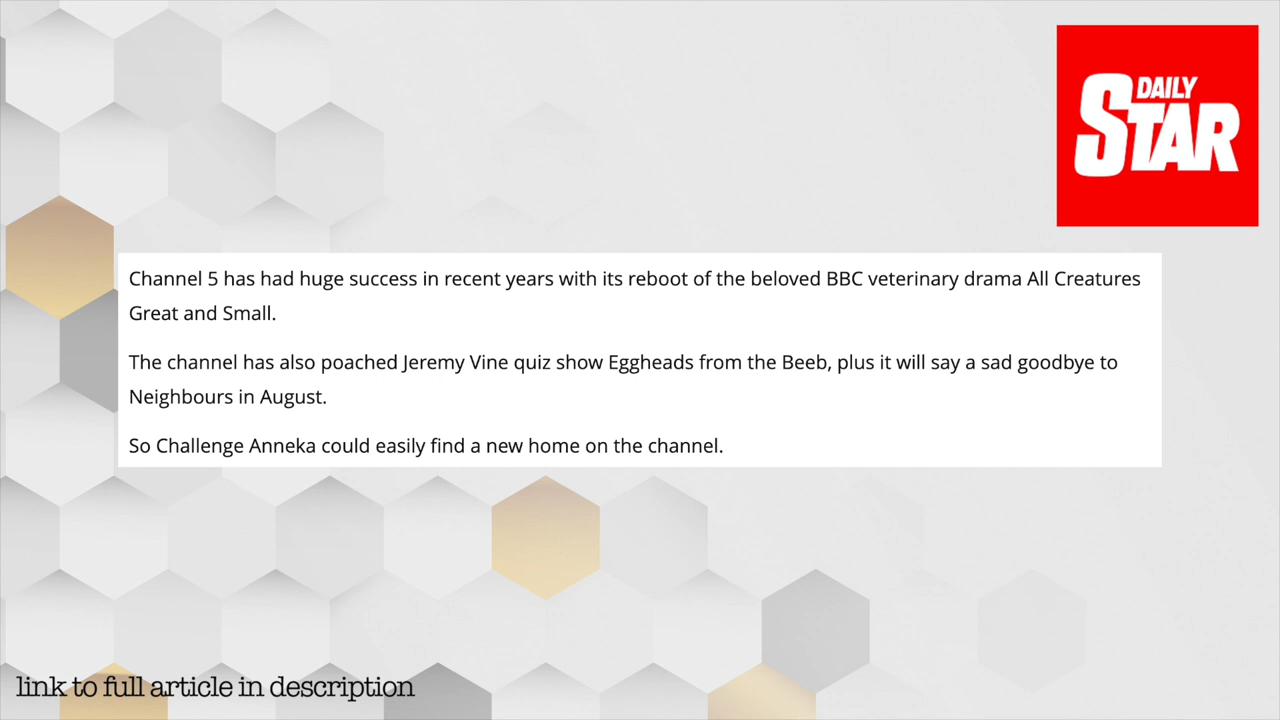 DAILY
STAR
Channel 5 has had huge success in recent years with its reboot of the beloved BBC veterinary drama All Creatures
Great and Small.
The channel has also poached Jeremy Vine quiz show Eggheads from the Beeb, plus it will say a sad goodbye to
Neighbours in August.
So Challenge Anneka could easily find a new home on the channel.
link to full article in description